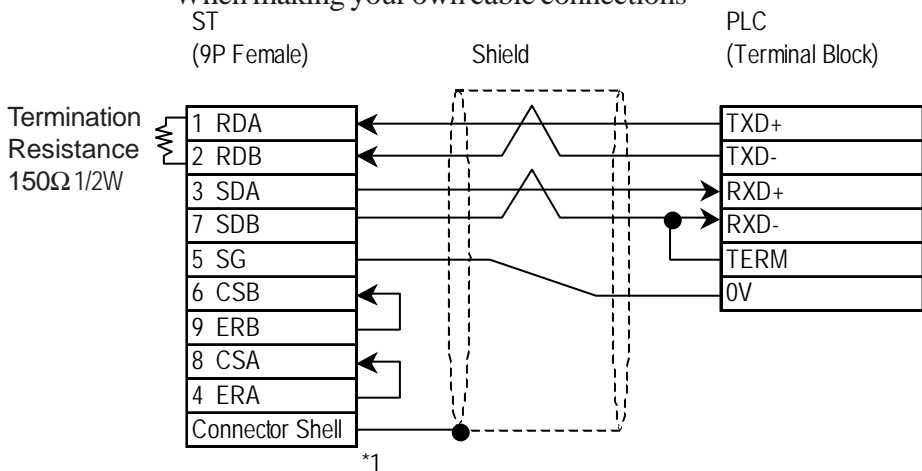 When making your own cable connections
ST
(9P Female)
Shield
PLC
(Terminal Block)
Termination
Resistance
150Ω 1/2W
1 RDA
2 RDB
3 SDA
7 SDB
5 SG
6 CSB
9 ERB
8 CSA
4 ERA
Connector Shell
*1
TXD+
TXD-
RXD+
RXD-
TERM
0V